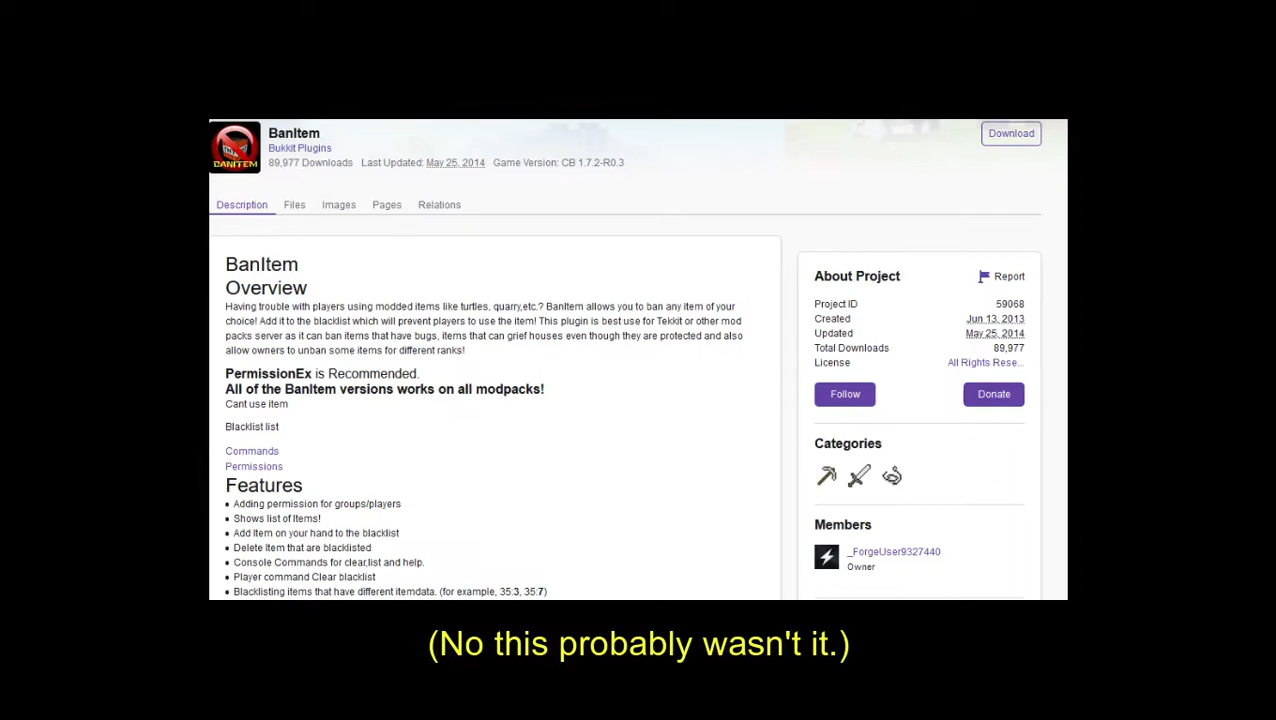 BanItem
Bukkit Plugins
89,977 Downloads Last Updated: May 25, 2014 Game Version: CB 1.7.2-R0.3
Download
BANITEM
Description Files Images Pages Relations
BanItem
Overview
Having trouble with players using modded items like turtles, quarry,etc.? BanItem allows you to ban any item of your
choice! Add it to the blacklist which will prevent players to use the item! This plugin is best use for Tekkit or other mod
packs server as it can ban items that have bugs, items that can grief houses even though they are protected and also
allow owners to unban some items for different ranks!
PermissionEx is Recommended.
All of the BanItem versions works on all modpacks!
Cant use item
Blacklist list
Commands
Permissions
Features
• Adding permission for groups/players
• Shows list of Items!
• Add Item on your hand to the blacklist
• Delete Item that are blacklisted
• Console Commands for clear,list and help.
• Player command Clear blacklist
• Blacklisting items that have different itemdata. (for example, 35:3, 35:7)
About Project Report
Project ID 59068
Created Jun 13, 2013
Updated May 25, 2014
Total Downloads 89,977
License All Rights Rese...
Follow Donate
Categories
Members
_ForgeUser9327440
Owner
(No this probably wasn't it.)